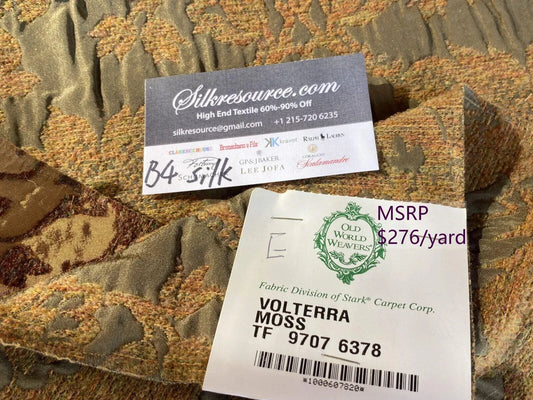 Silkresource.com
High End Textile 60%-90% Off
silkresource@gmail.com +1 215-720 6235
CLARENCE HOUSE Brunschwig & Fils kravet RALPH LAUREN
GP&J BAKER
LEE JOFA
Scalamandre
B4 Silk
E
OLD
WORLD
WEAVERS
MSRP
$276/yard
Fabric Division of Stark® Carpet Corp.
VOLTERRA
MOSS
TF 9707 6378
*1000607820*